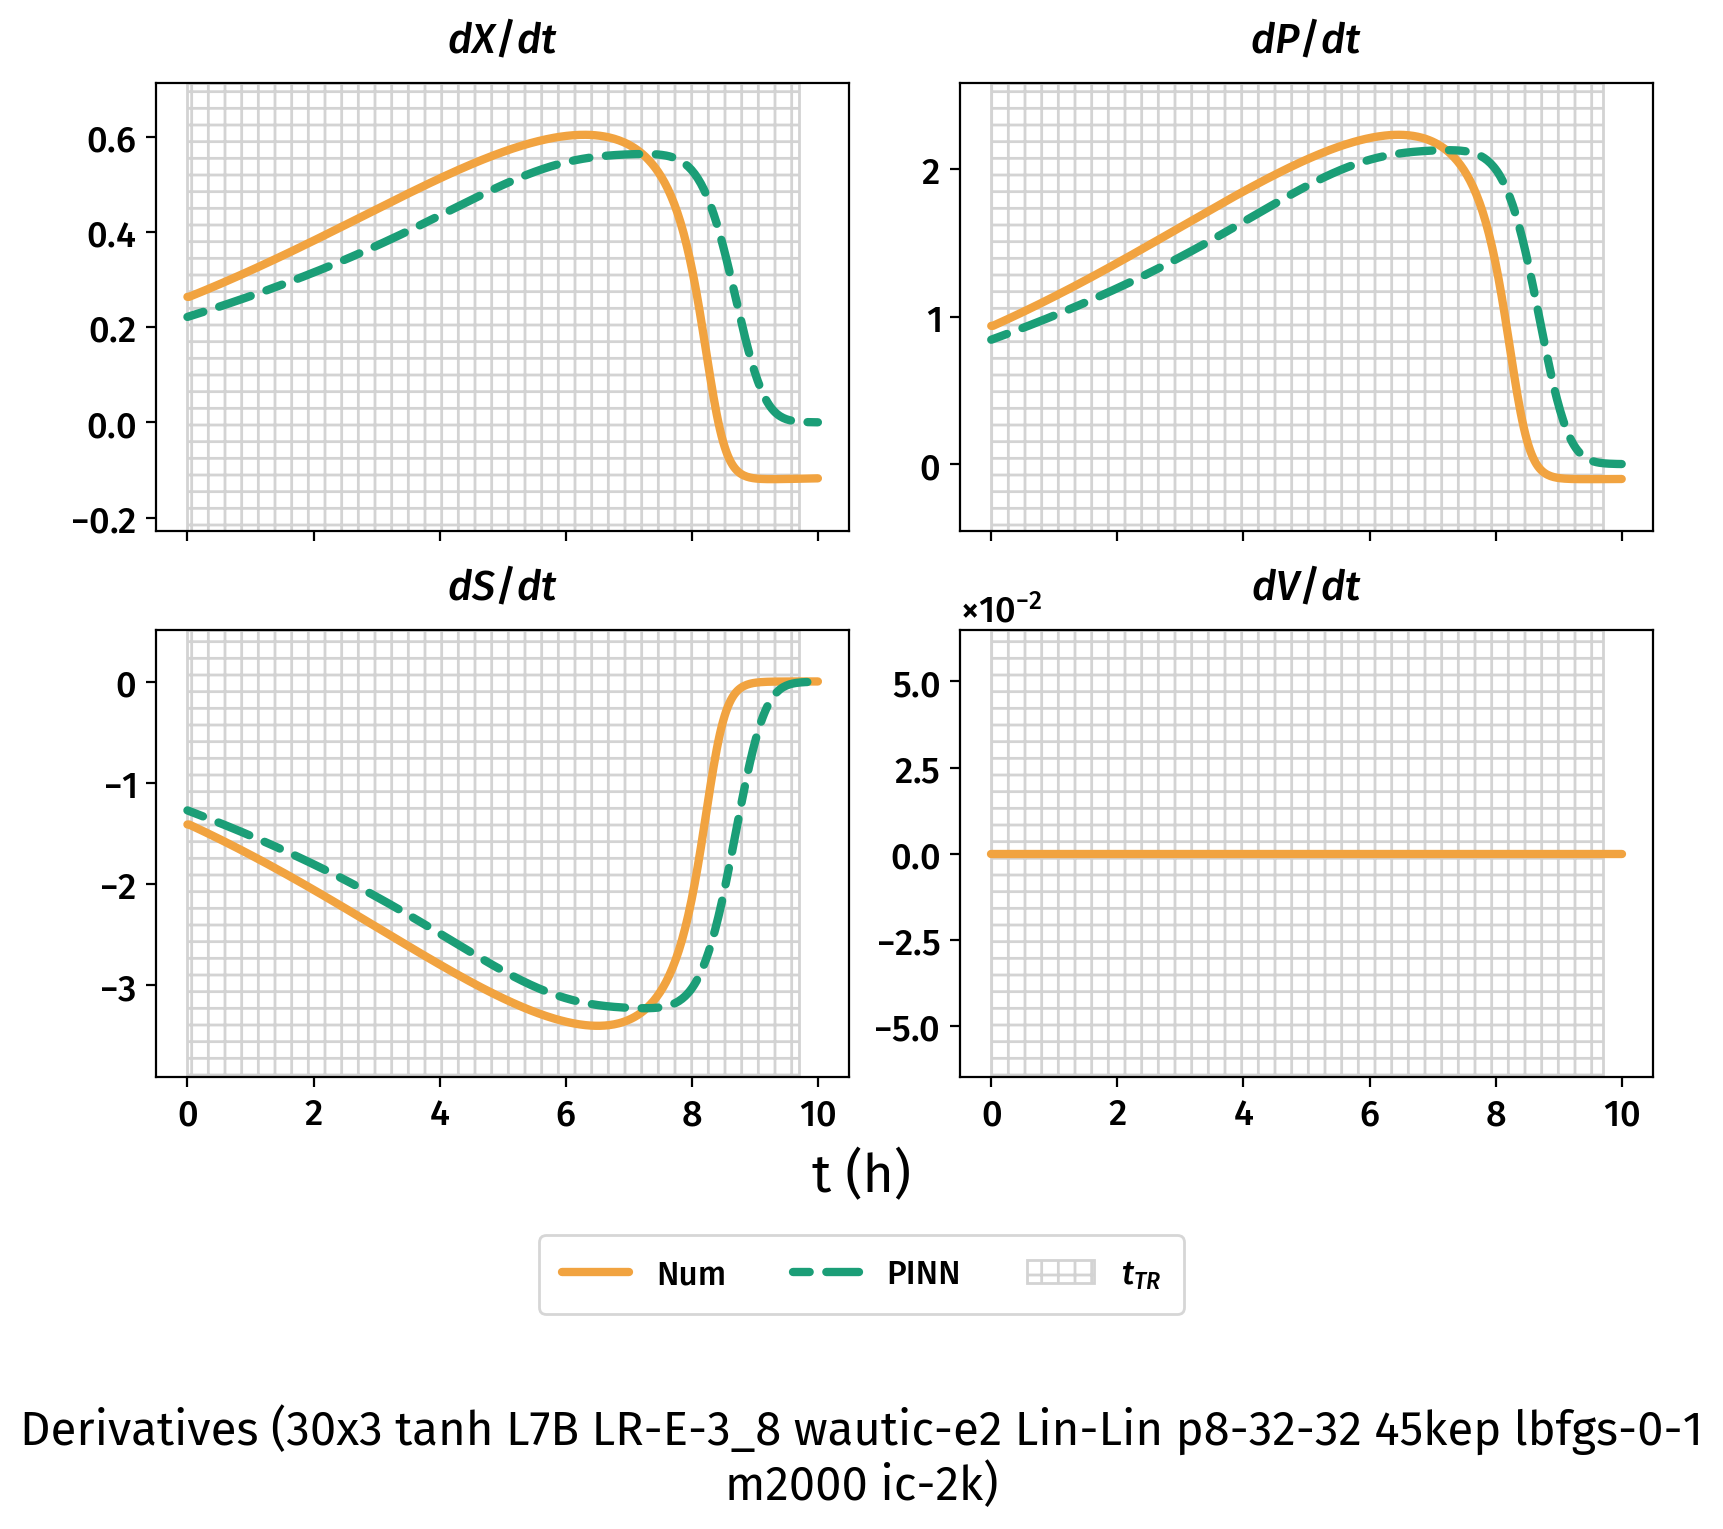 dX/dt
dP/dt
0.6
0.4
0.2
0.0
−0.2
2
1
0
dS/dt
dV/dt
×10⁻²
0
−1
−2
−3
5.0
2.5
0.0
−2.5
−5.0
0 2 4 6 8 10
0 2 4 6 8 10
t (h)
Num PINN t_TR
Derivatives (30x3 tanh L7B LR-E-3_8 wautic-e2 Lin-Lin p8-32-32 45kep lbfgs-0-1
m2000 ic-2k)